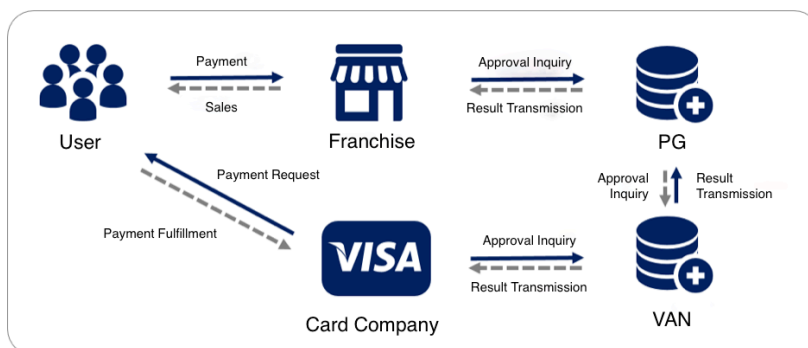 Payment
Sales
User
Franchise
Approval Inquiry
Result Transmission
PG
Payment Request
Payment Fulfillment
Approval
Inquiry
Result
Transmission
VISA
Card Company
Approval Inquiry
Result Transmission
VAN